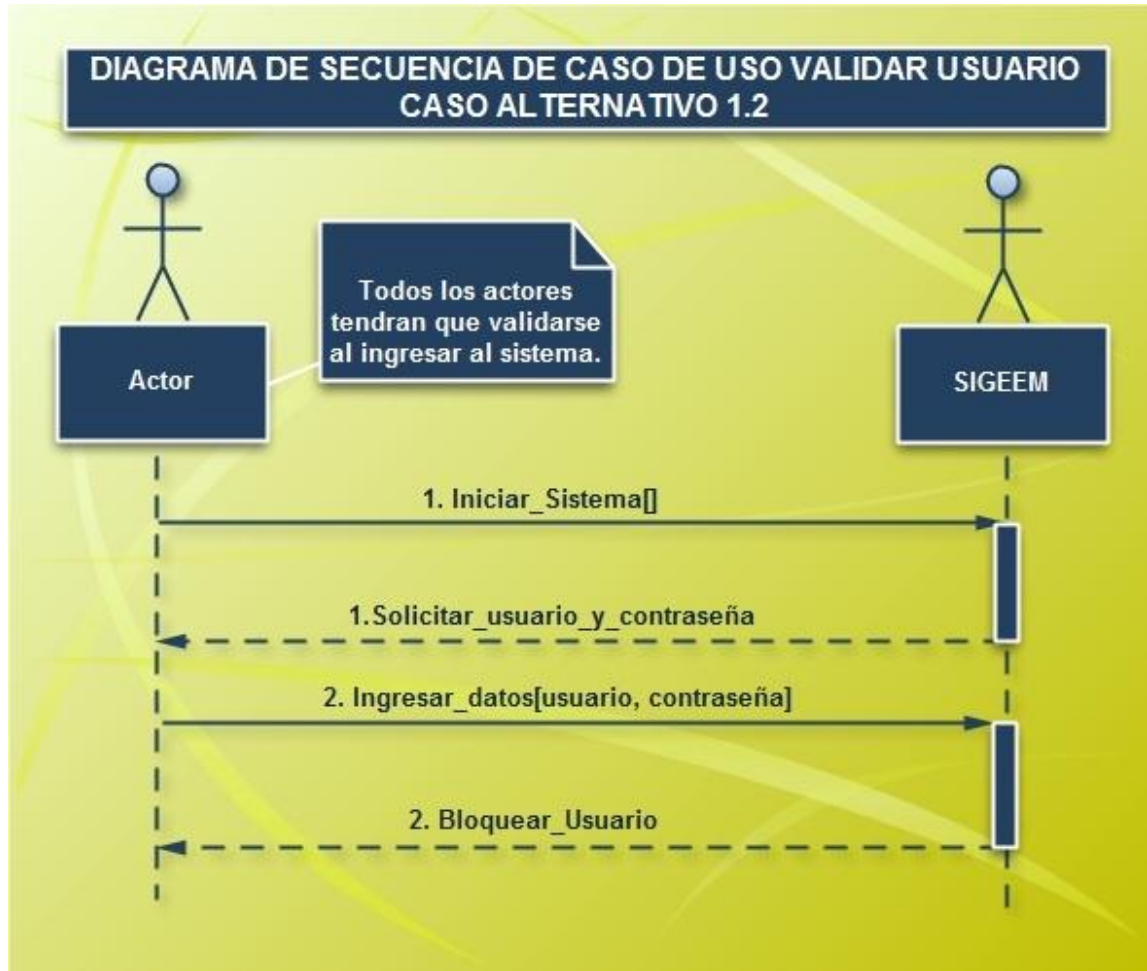 DIAGRAMA DE SECUENCIA DE CASO DE USO VALIDAR USUARIO
CASO ALTERNATIVO 1.2
Todos los actores
tendran que validarse
al ingresar al sistema.
Actor
SIGEEM
1. Iniciar_Sistema[]
1.Solicitar_usuario_y_contraseña
2. Ingresar_datos[usuario, contraseña]
2. Bloquear_Usuario